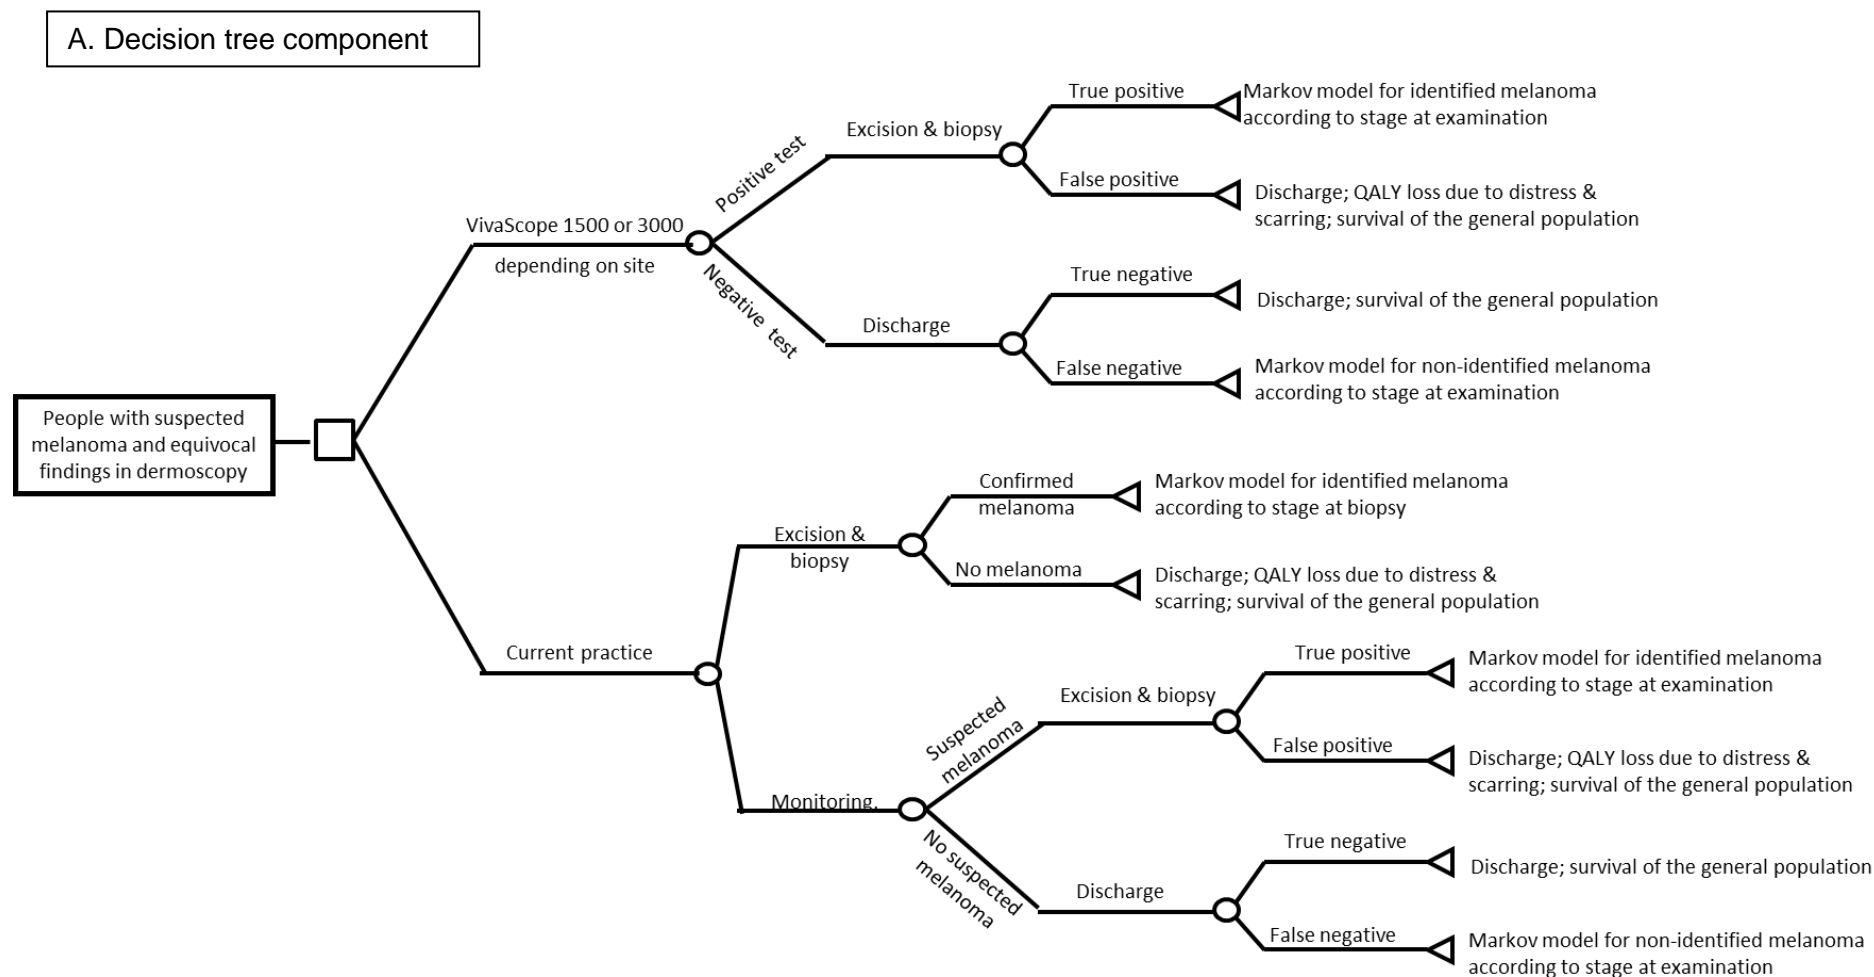 A. Decision tree component
True positive
Markov model for identified melanoma
according to stage at examination
Excision & biopsy
Positive test
False positive
Discharge; QALY loss due to distress &
scarring; survival of the general population
VivaScope 1500 or 3000
depending on site
Negative test
True negative
Discharge; survival of the general population
Discharge
False negative
Markov model for non-identified melanoma
according to stage at examination
People with suspected
melanoma and equivocal
findings in dermoscopy
Confirmed
melanoma
Markov model for identified melanoma
according to stage at biopsy
Excision &
biopsy
No melanoma
Discharge; QALY loss due to distress &
scarring; survival of the general population
Current practice
True positive
Markov model for identified melanoma
according to stage at examination
Excision & biopsy
Suspected
melanoma
False positive
Discharge; QALY loss due to distress &
scarring; survival of the general population
Monitoring.
No suspected
melanoma
True negative
Discharge; survival of the general population
Discharge
False negative
Markov model for non-identified melanoma
according to stage at examination